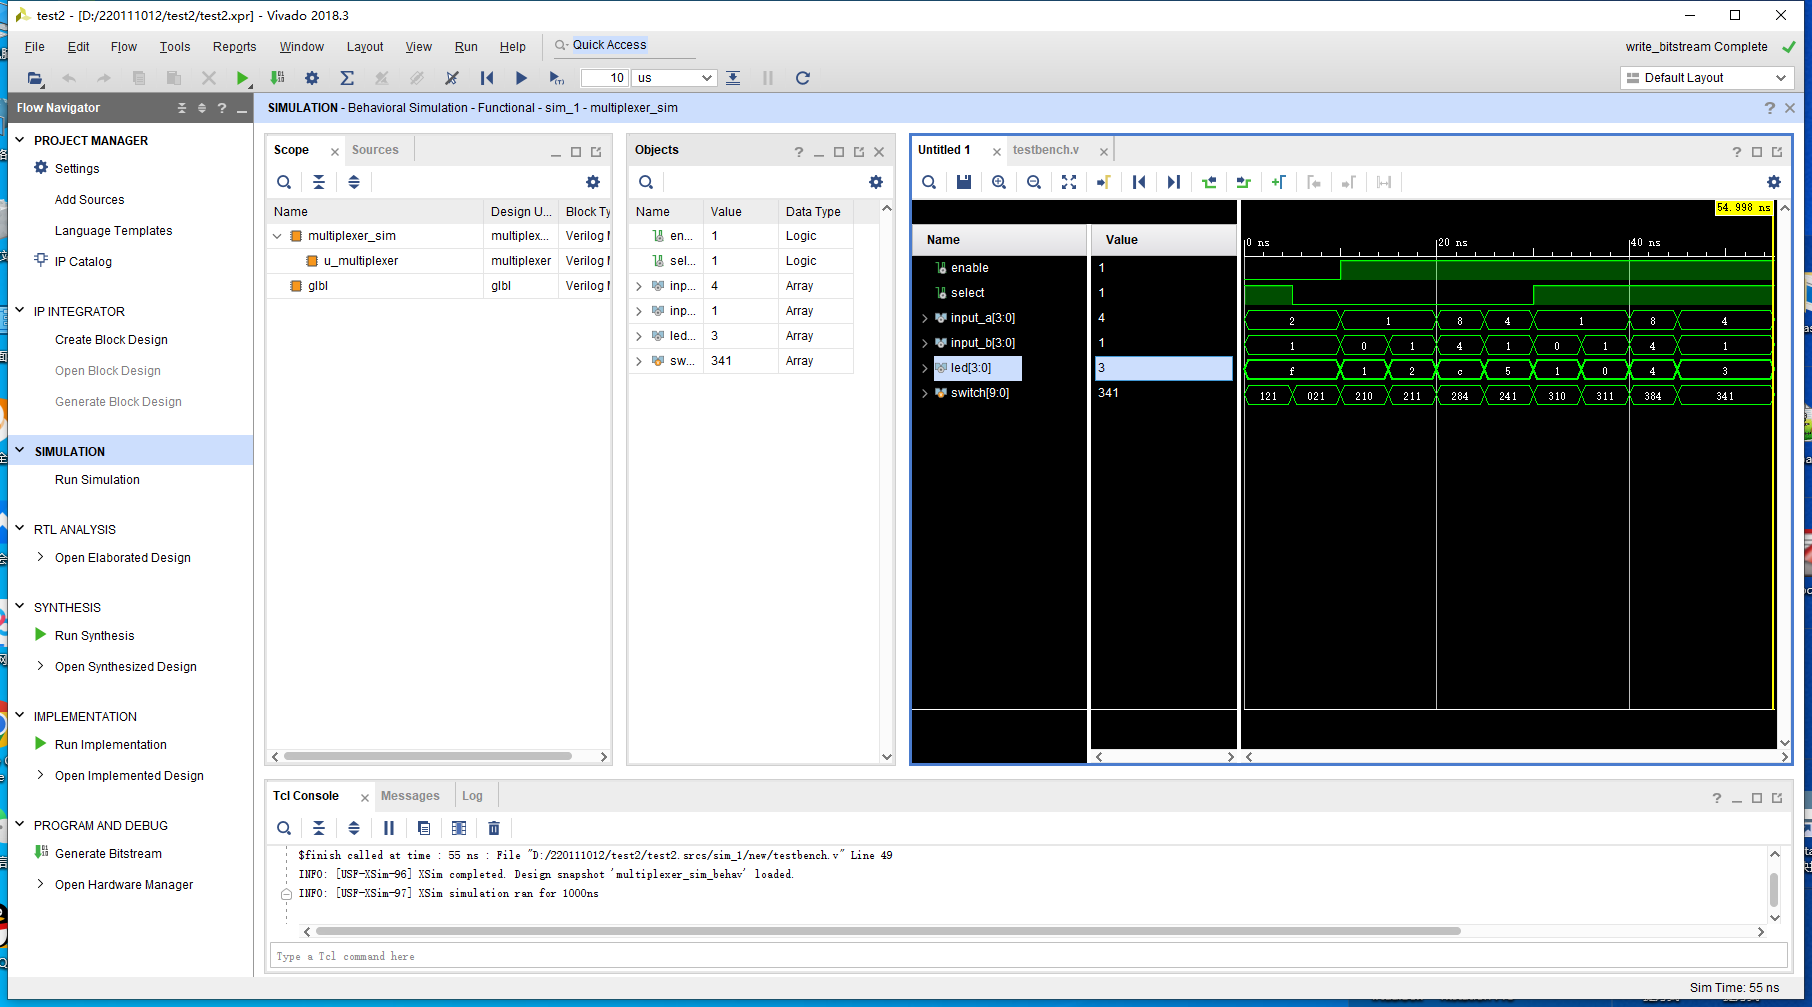 test2 - [D:/220111012/test2/test2.xpr] - Vivado 2018.3
File Edit Flow Tools Reports Window Layout View Run Help Quick Access
write_bitstream Complete
10 us
Default Layout
Flow Navigator
SIMULATION - Behavioral Simulation - Functional - sim_1 - multiplexer_sim
PROJECT MANAGER
Settings
Add Sources
Language Templates
IP Catalog
IP INTEGRATOR
Create Block Design
Open Block Design
Generate Block Design
SIMULATION
Run Simulation
RTL ANALYSIS
Open Elaborated Design
SYNTHESIS
Run Synthesis
Open Synthesized Design
IMPLEMENTATION
Run Implementation
Open Implemented Design
PROGRAM AND DEBUG
Generate Bitstream
Open Hardware Manager
Scope Sources
Name Design U... Block Ty
multiplexer_sim multiplex... Verilog M
u_multiplexer multiplexer Verilog M
glbl glbl Verilog M
Objects
Name Value Data Type
en... 1 Logic
sel... 1 Logic
inp... 4 Array
inp... 1 Array
led... 3 Array
sw... 341 Array
Untitled 1 testbench.v
54.998 ns
Name Value
0 ns 20 ns 40 ns
enable 1
select 1
input_a[3:0] 4 2 1 8 4 1 8 4
input_b[3:0] 1 1 0 1 4 1 0 1 4 1
led[3:0] 3 f 1 2 c 5 1 0 4 3
switch[9:0] 341 121 021 210 211 284 241 310 311 384 341
Tcl Console Messages Log
$finish called at time : 55 ns : File "D:/220111012/test2/test2.srcs/sim_1/new/testbench.v" Line 49
INFO: [USF-XSim-96] XSim completed. Design snapshot 'multiplexer_sim_behav' loaded.
INFO: [USF-XSim-97] XSim simulation ran for 1000ns
Type a Tcl command here
Sim Time: 55 ns